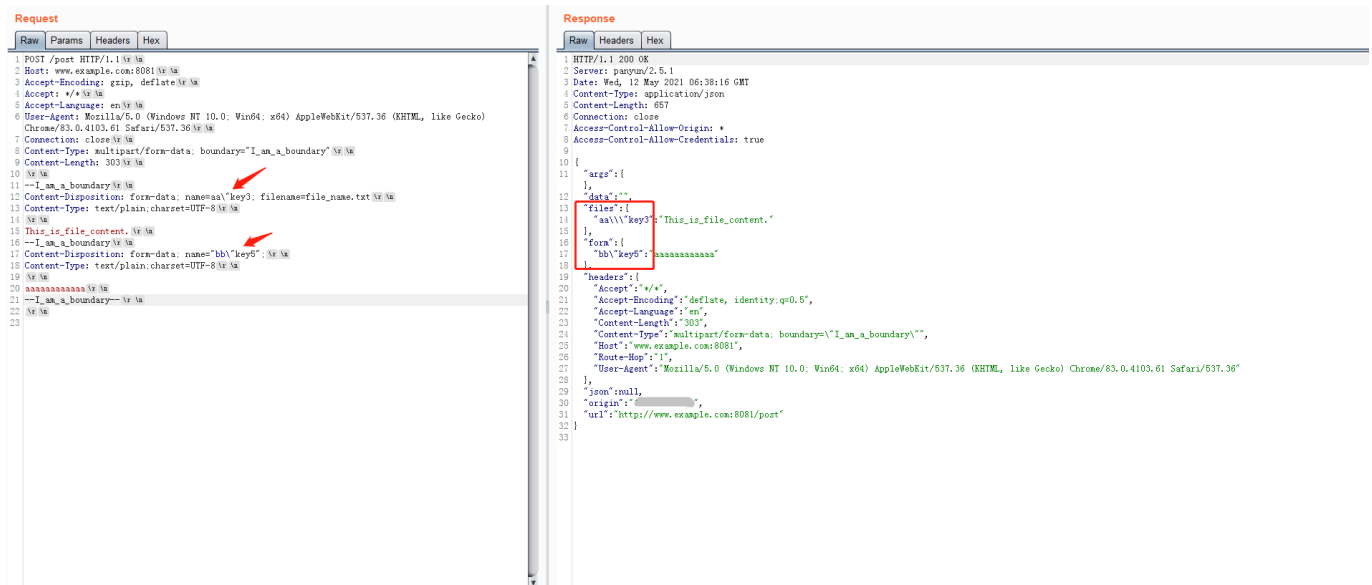 Request
Raw Params Headers Hex
1 POST /post HTTP/1.1 \r \n
2 Host: www.example.com:8081 \r \n
3 Accept-Encoding: gzip, deflate \r \n
4 Accept: */* \r \n
5 Accept-Language: en \r \n
6 User-Agent: Mozilla/5.0 (Windows NT 10.0; Win64; x64) AppleWebKit/537.36 (KHTML, like Gecko)
Chrome/83.0.4103.61 Safari/537.36 \r \n
7 Connection: close \r \n
8 Content-Type: multipart/form-data; boundary="I_am_a_boundary" \r \n
9 Content-Length: 303 \r \n
10 \r \n
11 --I_am_a_boundary \r \n
12 Content-Disposition: form-data; name=aa\"key3; filename=file_name.txt \r \n
13 Content-Type: text/plain;charset=UTF-8 \r \n
14 \r \n
15 This_is_file_content. \r \n
16 --I_am_a_boundary \r \n
17 Content-Disposition: form-data; name="bb\"key5"; \r \n
18 Content-Type: text/plain;charset=UTF-8 \r \n
19 \r \n
20 aaaaaaaaaaaa \r \n
21 --I_am_a_boundary-- \r \n
22 \r \n
23
Response
Raw Headers Hex
1 HTTP/1.1 200 OK
2 Server: panyun/2.5.1
3 Date: Wed, 12 May 2021 06:38:16 GMT
4 Content-Type: application/json
5 Content-Length: 657
6 Connection: close
7 Access-Control-Allow-Origin: *
8 Access-Control-Allow-Credentials: true
9
10 {
11 "args":{
},
12 "data":"",
13 "files":{
14 "aa\\\"key3":"This_is_file_content."
15 },
16 "form":{
17 "bb\"key5":"aaaaaaaaaaaa"
18 },
19 "headers":{
20 "Accept":"*/*",
21 "Accept-Encoding":"deflate, identity;q=0.5",
22 "Accept-Language":"en",
23 "Content-Length":"303",
24 "Content-Type":"multipart/form-data; boundary=\"I_am_a_boundary\"",
25 "Host":"www.example.com:8081",
26 "Route-Hop":"1",
27 "User-Agent":"Mozilla/5.0 (Windows NT 10.0; Win64; x64) AppleWebKit/537.36 (KHTML, like Gecko) Chrome/83.0.4103.61 Safari/537.36"
28 },
29 "json":null,
30 "origin":" ",
31 "url":"http://www.example.com:8081/post"
32 }
33